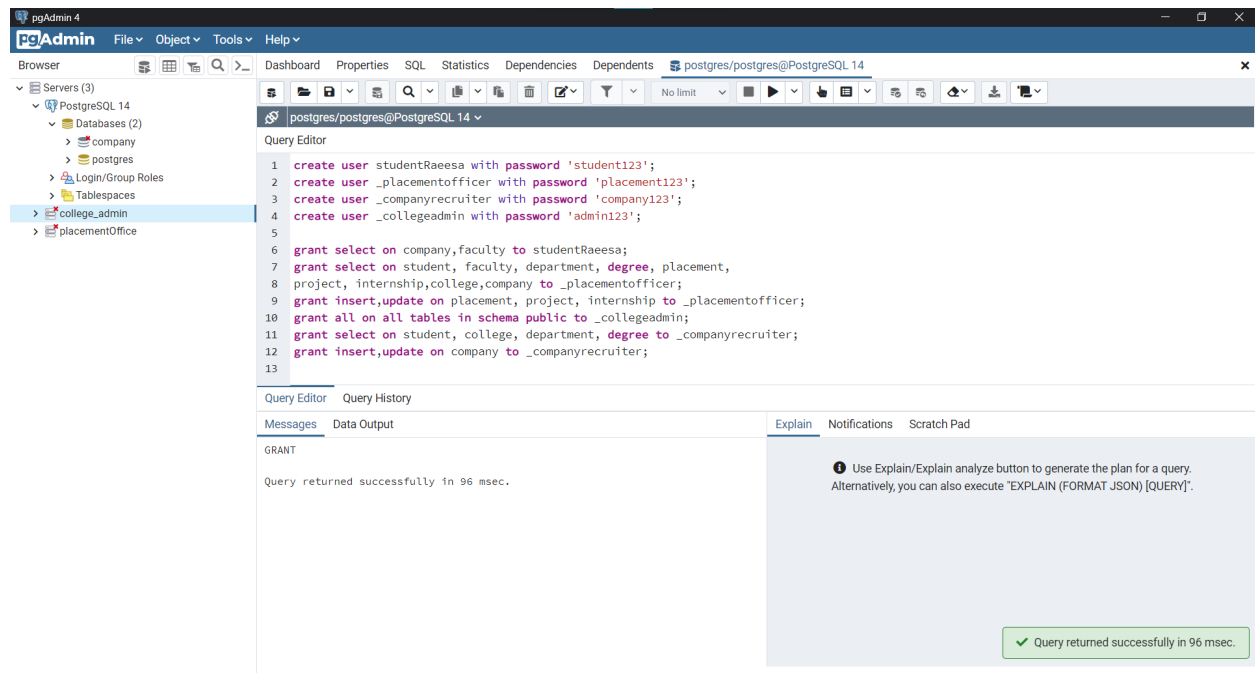 pgAdmin 4
pgAdmin File Object Tools Help
Browser
Dashboard Properties SQL Statistics Dependencies Dependents postgres/postgres@PostgreSQL 14
Servers (3)
PostgreSQL 14
Databases (2)
company
postgres
Login/Group Roles
Tablespaces
college_admin
placementOffice
No limit
postgres/postgres@PostgreSQL 14
Query Editor
1 create user studentRaeesa with password 'student123';
2 create user _placementofficer with password 'placement123';
3 create user _companyrecruiter with password 'company123';
4 create user _collegeadmin with password 'admin123';
5
6 grant select on company,faculty to studentRaeesa;
7 grant select on student, faculty, department, degree, placement,
8 project, internship,college,company to _placementofficer;
9 grant insert,update on placement, project, internship to _placementofficer;
10 grant all on all tables in schema public to _collegeadmin;
11 grant select on student, college, department, degree to _companyrecruiter;
12 grant insert,update on company to _companyrecruiter;
13
Query Editor Query History
Messages Data Output
GRANT
Query returned successfully in 96 msec.
Explain Notifications Scratch Pad
Use Explain/Explain analyze button to generate the plan for a query.
Alternatively, you can also execute "EXPLAIN (FORMAT JSON) [QUERY]".
Query returned successfully in 96 msec.